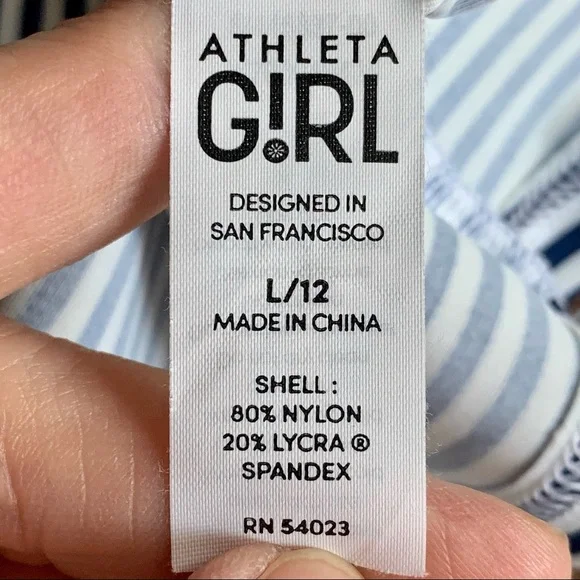 ATHLETA
G!RL
DESIGNED IN
SAN FRANCISCO
L/12
MADE IN CHINA
SHELL :
80% NYLON
20% LYCRA ®
SPANDEX
RN 54023